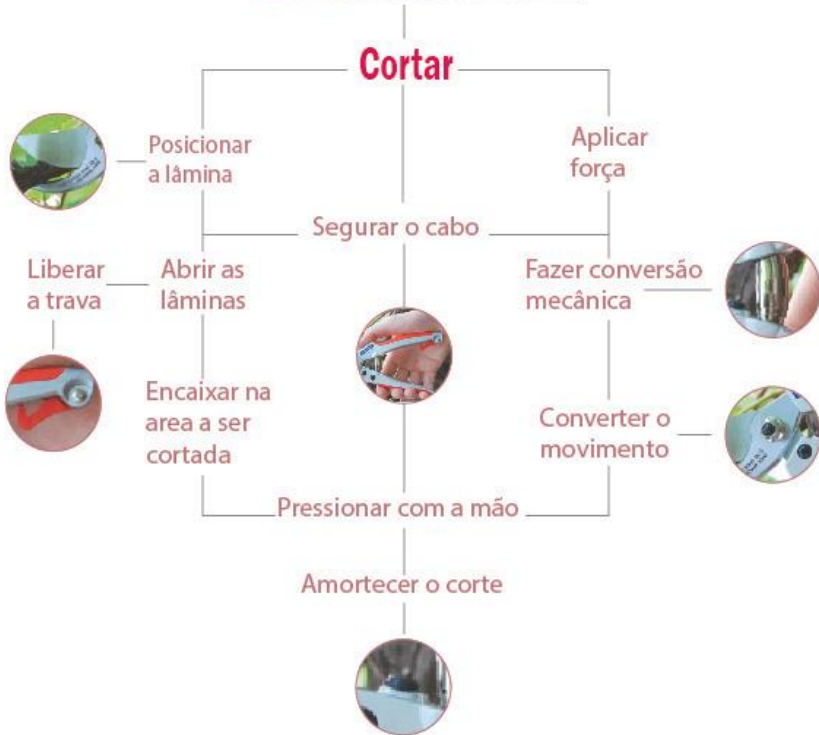 Cortar
Posicionar
a lâmina
Aplicar
força
Segurar o cabo
Liberar
a trava
Abrir as
lâminas
Fazer conversão
mecânica
Encaixar na
area a ser
cortada
Converter o
movimento
Pressionar com a mão
Amortecer o corte